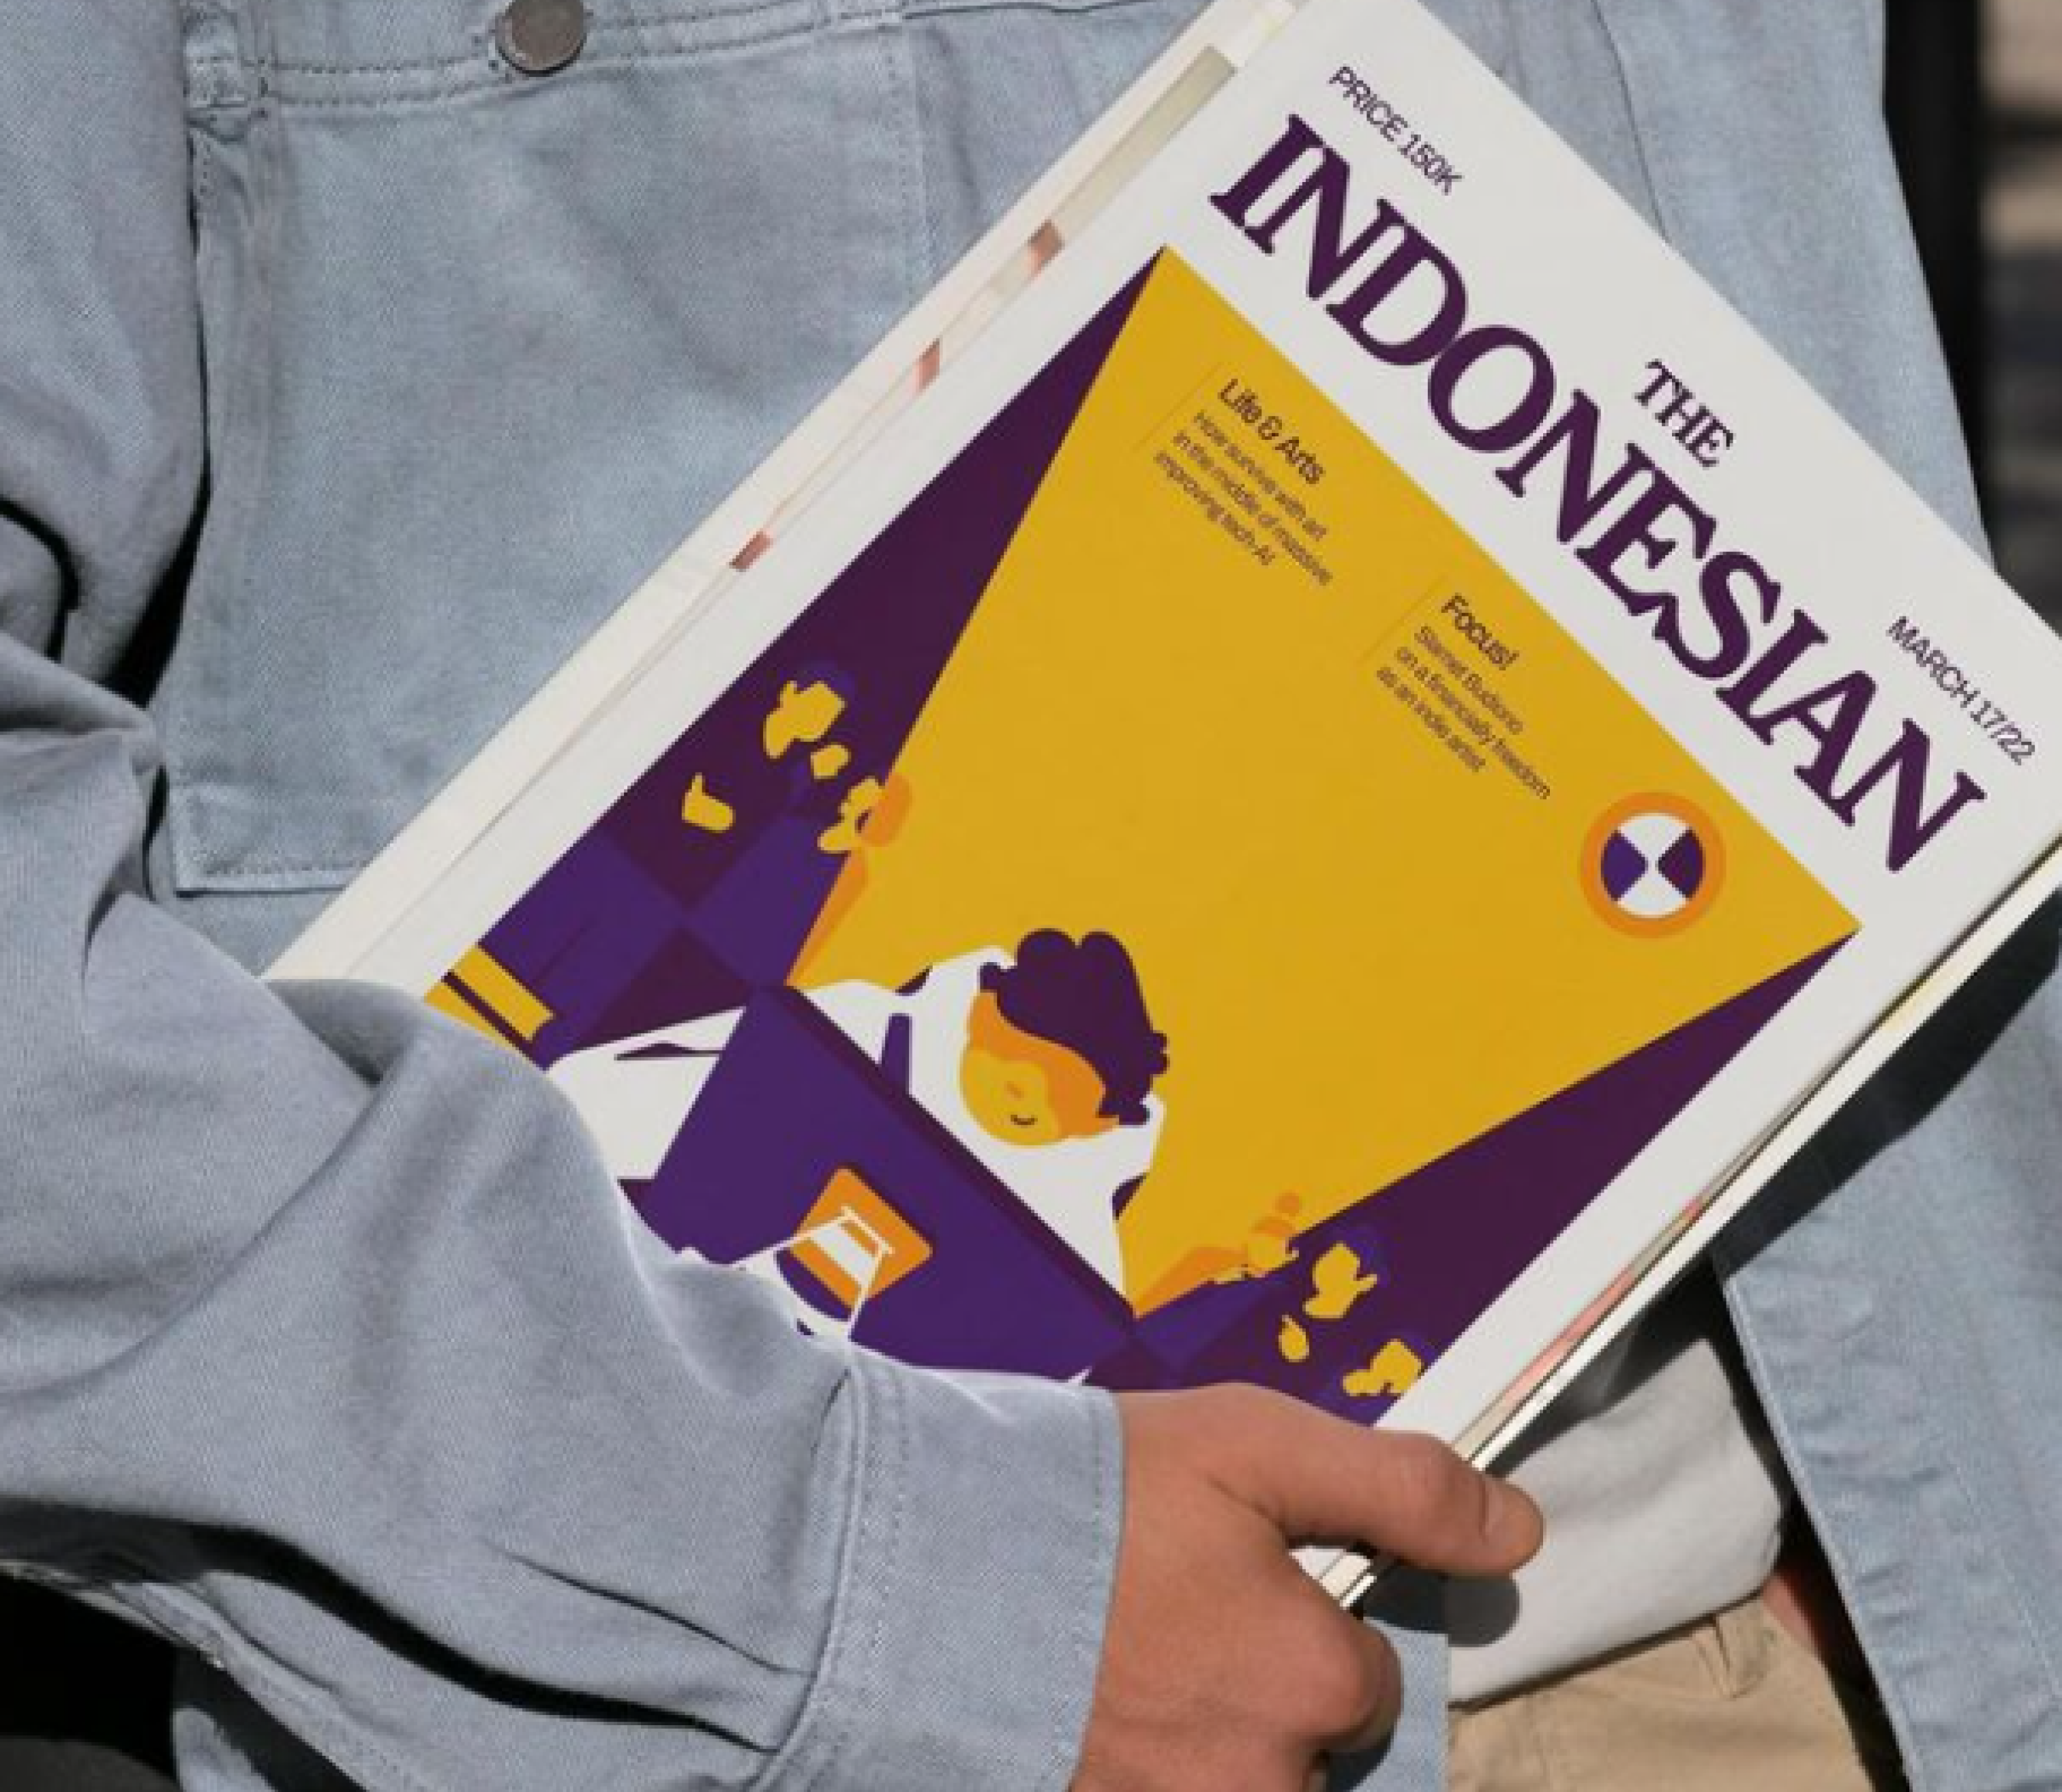 PRICE 150K
THE
MARCH 17/22
INDONESIAN
Life & Arts
How survive with art
in the middle of massive
improving tech-AI
Focus!
Slamet Budiono
on a financially freedom
as an indie artist